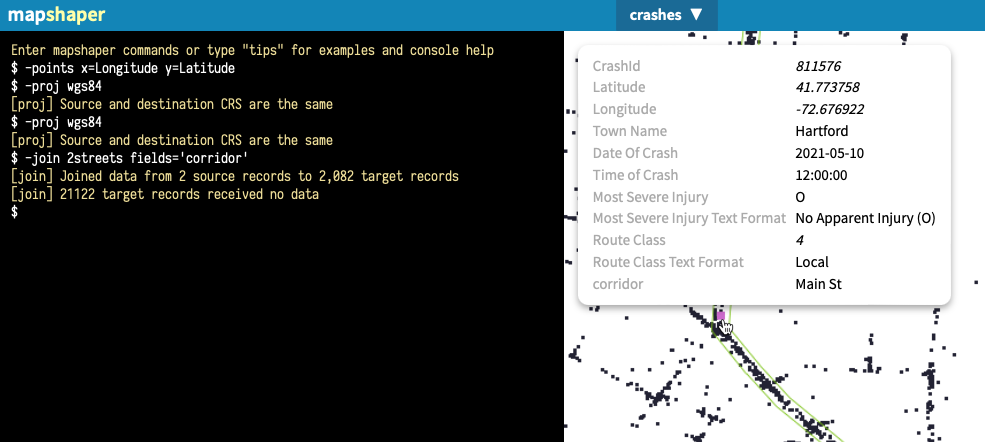 mapshaper
crashes ▼
Enter mapshaper commands or type "tips" for examples and console help
$ -points x=Longitude y=Latitude
$ -proj wgs84
[proj] Source and destination CRS are the same
$ -proj wgs84
[proj] Source and destination CRS are the same
$ -join 2streets fields='corridor'
[join] Joined data from 2 source records to 2,082 target records
[join] 21122 target records received no data
$
CrashId 811576
Latitude 41.773758
Longitude -72.676922
Town Name Hartford
Date Of Crash 2021-05-10
Time of Crash 12:00:00
Most Severe Injury O
Most Severe Injury Text Format No Apparent Injury (O)
Route Class 4
Route Class Text Format Local
corridor Main St